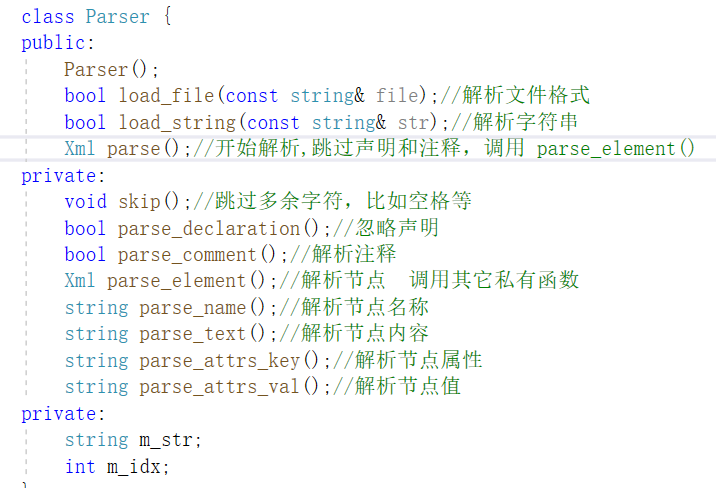 class Parser {
public:
Parser();
bool load_file(const string& file);//解析文件格式
bool load_string(const string& str);//解析字符串
Xml parse();//开始解析,跳过声明和注释，调用 parse_element()
private:
void skip();//跳过多余字符，比如空格等
bool parse_declaration();//忽略声明
bool parse_comment();//解析注释
Xml parse_element();//解析节点  调用其它私有函数
string parse_name();//解析节点名称
string parse_text();//解析节点内容
string parse_attrs_key();//解析节点属性
string parse_attrs_val();//解析节点值
private:
string m_str;
int m_idx;